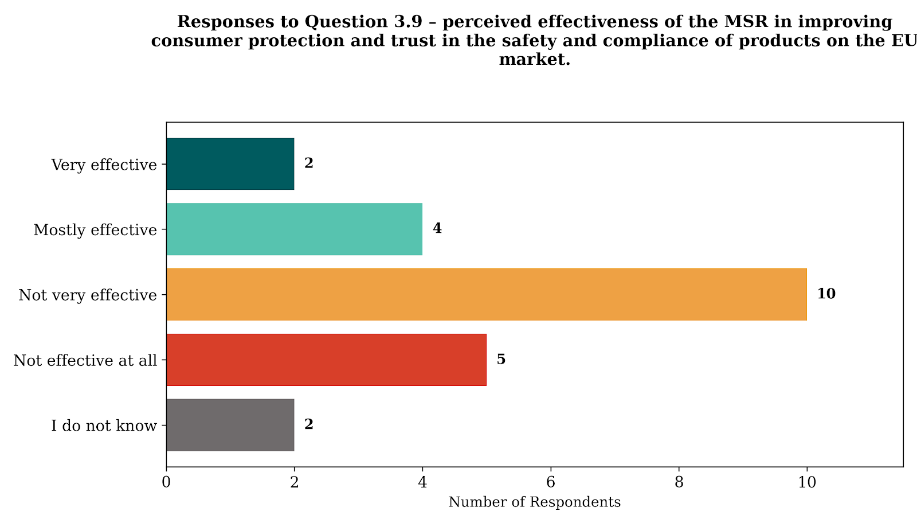 Responses to Question 3.9 – perceived effectiveness of the MSR in improving
consumer protection and trust in the safety and compliance of products on the EU
market.
Very effective
2
Mostly effective
4
Not very effective
10
Not effective at all
5
I do not know
2
0 2 4 6 8 10
Number of Respondents